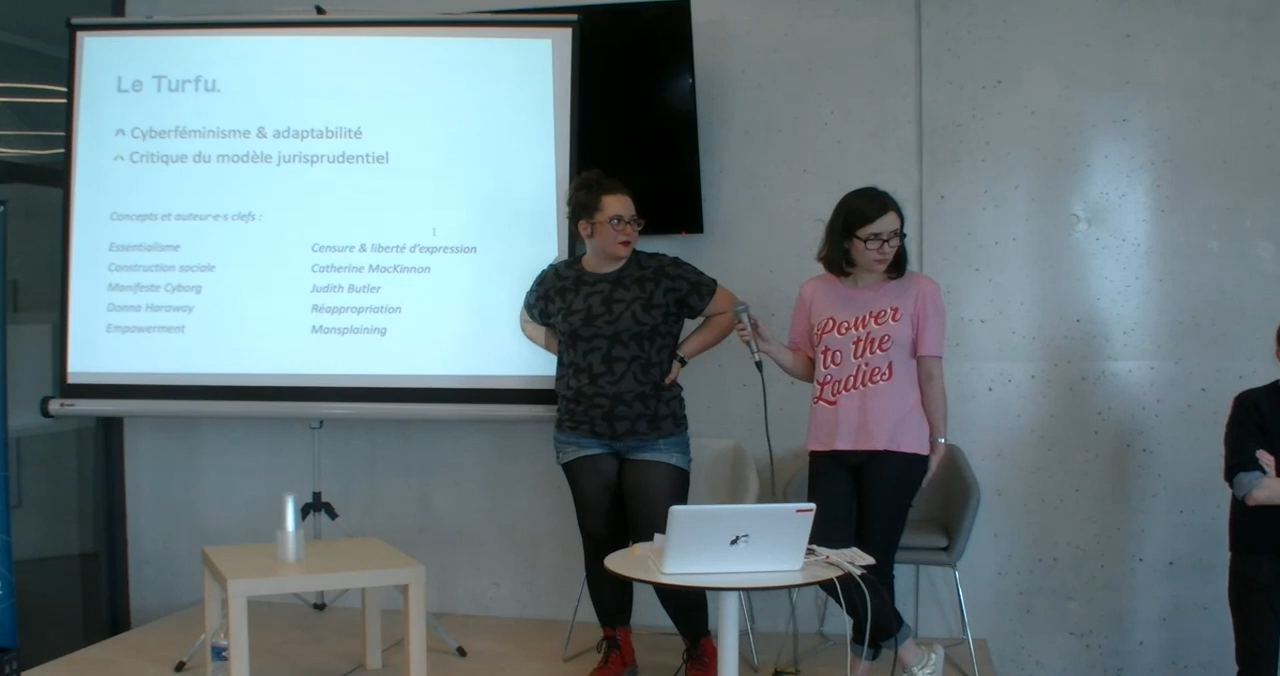 Le Turfu.
Cyberféminisme & adaptabilité
Critique du modèle jurisprudentiel
Concepts et auteur·e·s clefs :
Essentialisme
Construction sociale
Manifeste Cyborg
Donna Haraway
Empowerment
Censure & liberté d'expression
Catherine MacKinnon
Judith Butler
Réappropriation
Mansplaining
Power
to the
Ladies